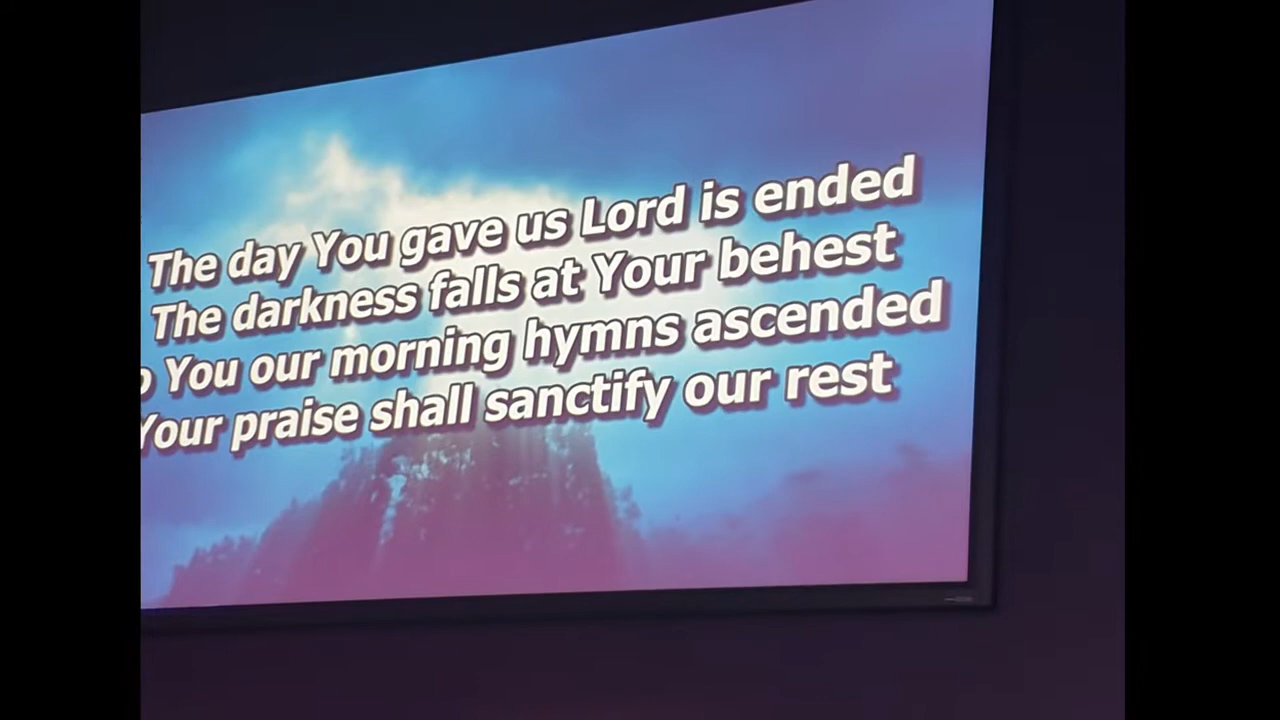 The day You gave us Lord is ended
The darkness falls at Your behest
You our morning hymns ascended
Your praise shall sanctify our rest